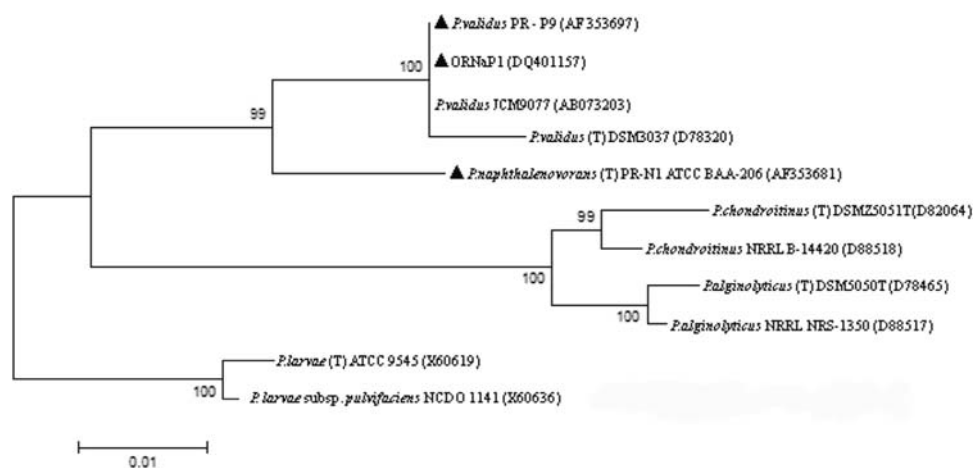 ▲P.validus PR - P9 (AF353697)
▲ORNaP1 (DQ401157)
100
P.validus JCM9077 (AB073203)
99
P.validus (T) DSM3037 (D78320)
▲P.naphthalenovorans (T) PR-N1 ATCC BAA-206 (AF353681)
P.chondroitinus (T) DSMZ5051T(D82064)
99
P.chondroitinus NRRL B-14420 (D88518)
100
P.alginolyticus (T) DSM5050T (D78465)
100
P.alginolyticus NRRL NRS-1350 (D88517)
P.larvae (T) ATCC 9545 (X60619)
100
P.larvae subsp. pulvifaciens NCDO 1141 (X60636)
0.01